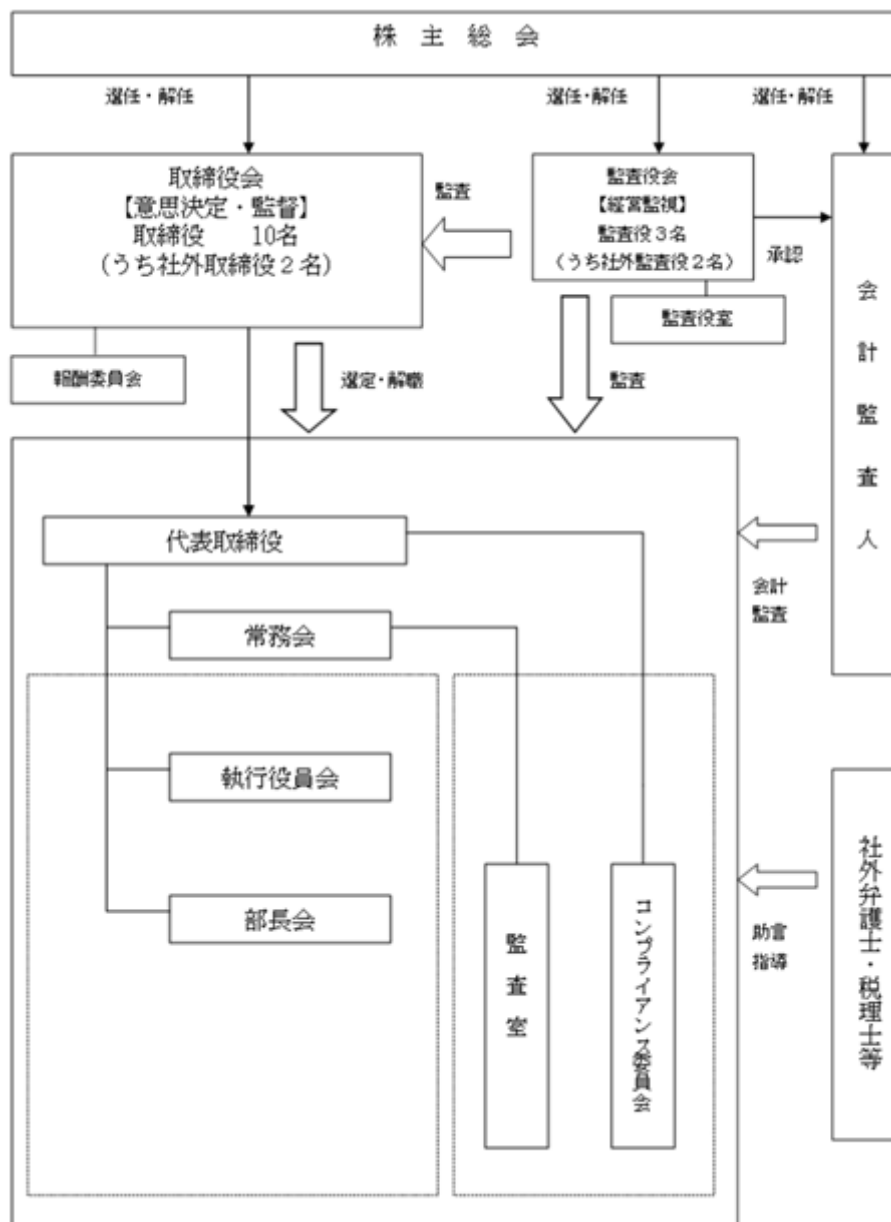 株 主 総 会
選任・解任
選任・解任
選任・解任
取締役会
【意思決定・監督】
取締役 10名
（うち社外取締役２名）
監査
監査役会
【経営監視】
監査役３名
（うち社外監査役２名）
承認
会計監査人
監査役室
報酬委員会
選定・解職
監査
代表取締役
会計
監査
常務会
執行役員会
部長会
監査室
コンプライアンス委員会
助言
指導
社外弁護士・税理士等